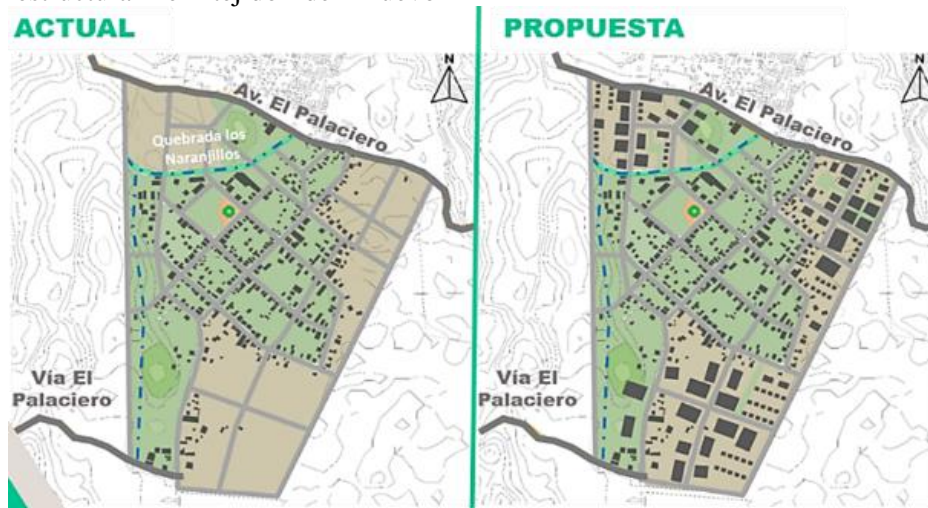 ACTUAL
PROPUESTA
N
Av. El Palaciero
Quebrada los
Naranjillos
Vía El
Palaciero
N
Av. El Palaciero
Vía El
Palaciero